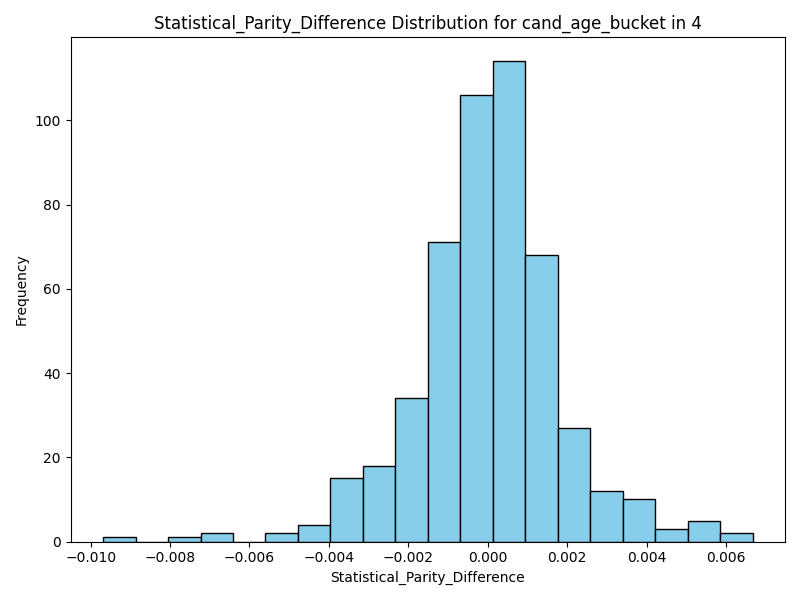 Statistical_Parity_Difference Distribution for cand_age_bucket in 4
Frequency
100
80
60
40
20
0
−0.010 −0.008 −0.006 −0.004 −0.002 0.000 0.002 0.004 0.006
Statistical_Parity_Difference